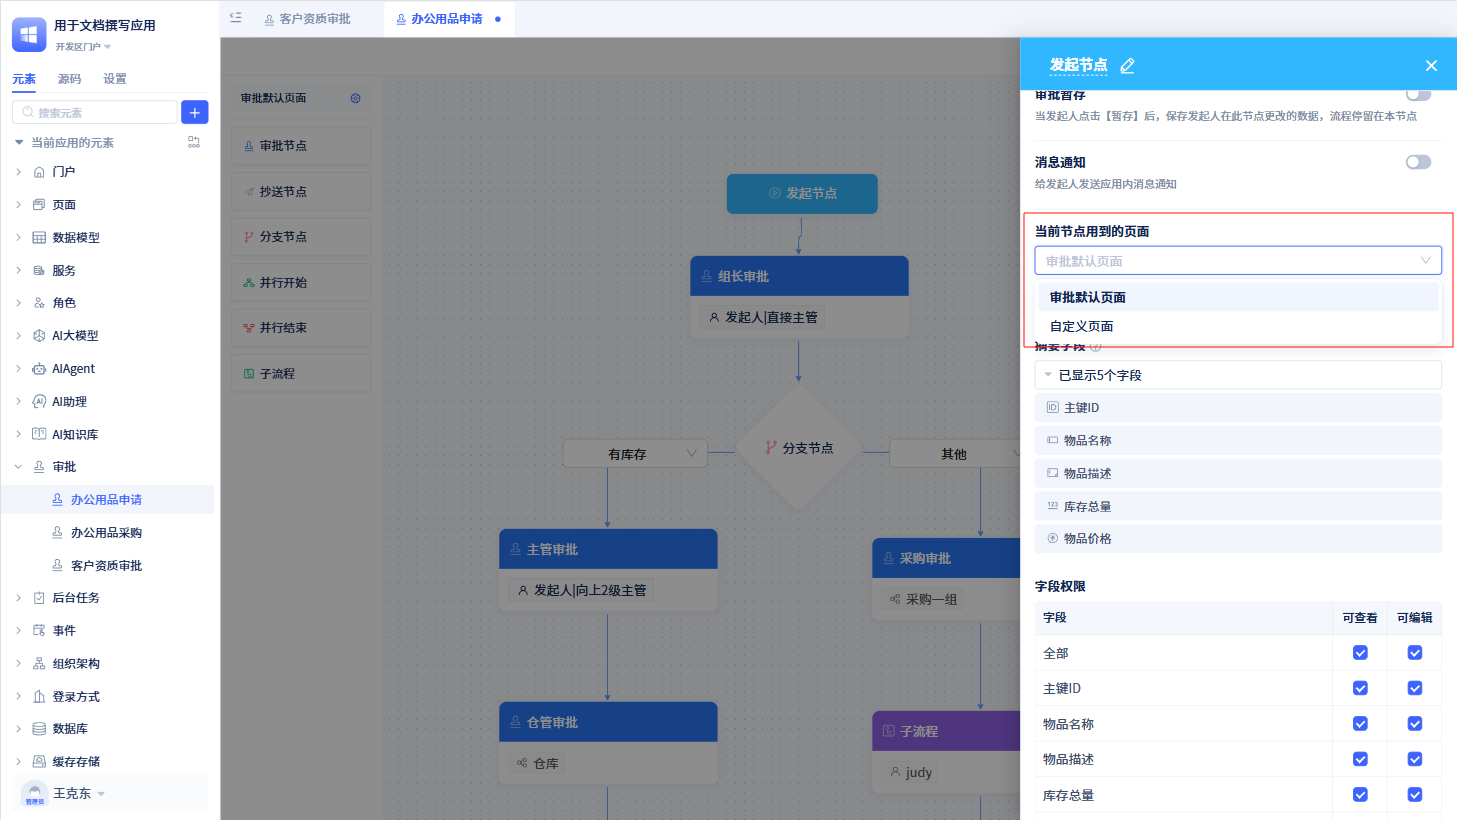 用于文档撰写应用
开发区门户
元素 源码 设置
搜索元素
当前应用的元素
门户
页面
数据模型
服务
角色
AI大模型
AIAgent
AI助理
AI知识库
审批
办公用品申请
办公用品采购
客户资质审批
后台任务
事件
组织架构
登录方式
数据库
缓存存储
管理员
王克东
客户资质审批
办公用品申请
审批默认页面
审批节点
抄送节点
分支节点
并行开始
并行结束
子流程
发起节点
组长审批
发起人|直接主管
分支节点
有库存
其他
主管审批
发起人|向上2级主管
采购审批
采购一组
仓管审批
仓库
子流程
judy
发起节点
审批暂存
当发起人点击【暂存】后，保存发起人在此节点更改的数据，流程停留在本节点
消息通知
给发起人发送应用内消息通知
当前节点用到的页面
审批默认页面
审批默认页面
自定义页面
摘要字段
已显示5个字段
主键ID
物品名称
物品描述
库存总量
物品价格
字段权限
字段 可查看 可编辑
全部
主键ID
物品名称
物品描述
库存总量